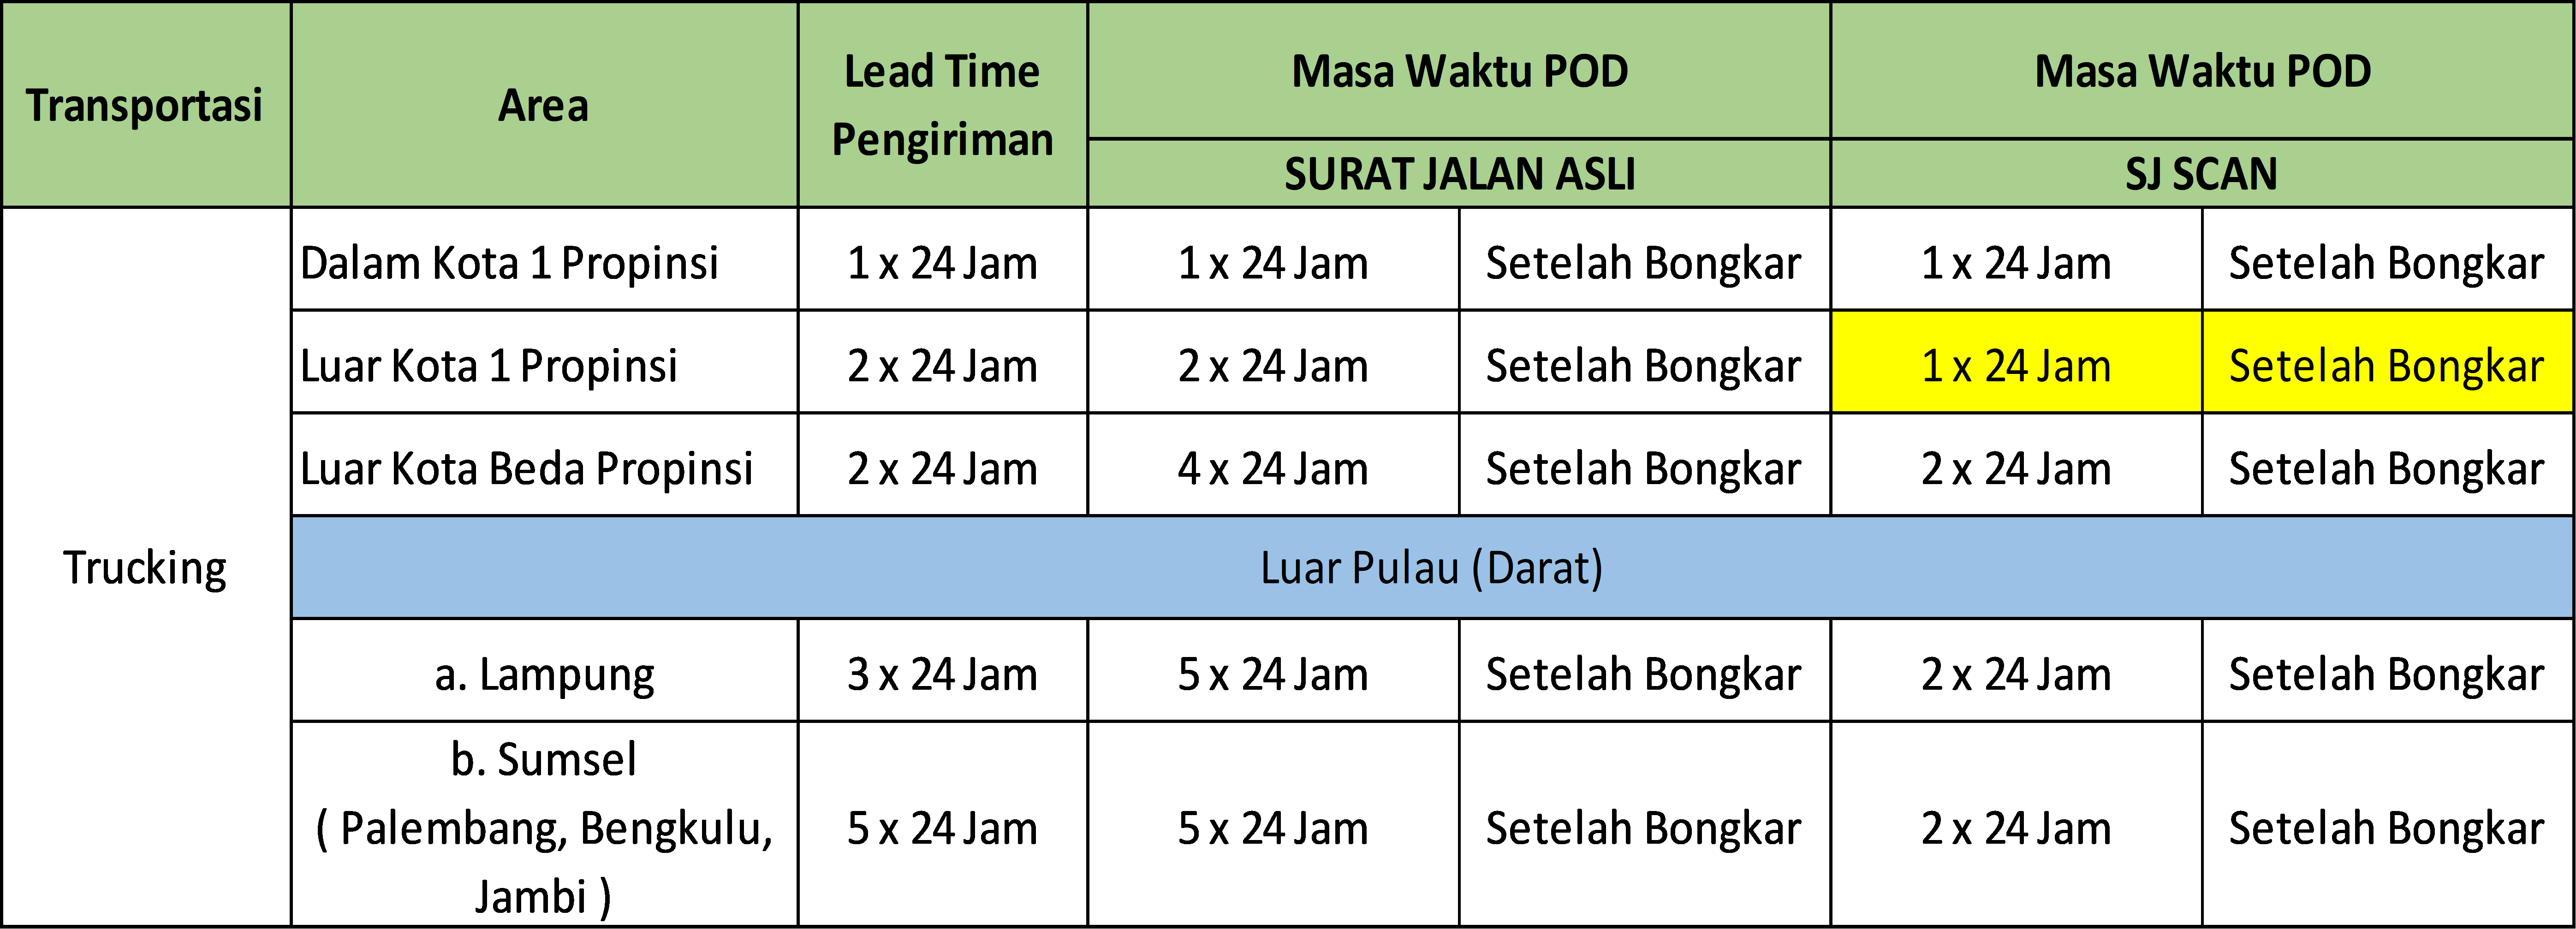 Transportasi
Area
Lead Time
Pengiriman
Masa Waktu POD
Masa Waktu POD
SURAT JALAN ASLI
SJ SCAN
Trucking
Dalam Kota 1 Propinsi
1 x 24 Jam
1 x 24 Jam
Setelah Bongkar
1 x 24 Jam
Setelah Bongkar
Luar Kota 1 Propinsi
2 x 24 Jam
2 x 24 Jam
Setelah Bongkar
1 x 24 Jam
Setelah Bongkar
Luar Kota Beda Propinsi
2 x 24 Jam
4 x 24 Jam
Setelah Bongkar
2 x 24 Jam
Setelah Bongkar
Luar Pulau (Darat)
a. Lampung
3 x 24 Jam
5 x 24 Jam
Setelah Bongkar
2 x 24 Jam
Setelah Bongkar
b. Sumsel
( Palembang, Bengkulu,
Jambi )
5 x 24 Jam
5 x 24 Jam
Setelah Bongkar
2 x 24 Jam
Setelah Bongkar